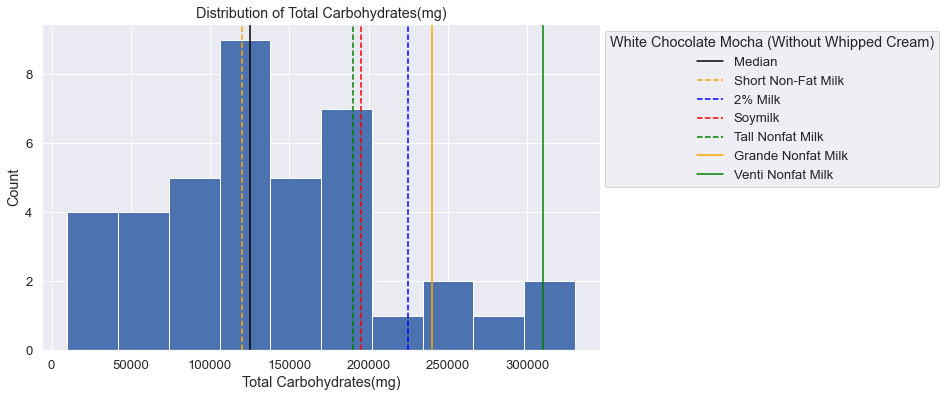 Distribution of Total Carbohydrates(mg)
White Chocolate Mocha (Without Whipped Cream)
Median
Short Non-Fat Milk
2% Milk
Soymilk
Tall Nonfat Milk
Grande Nonfat Milk
Venti Nonfat Milk
Count
8
6
4
2
0
0 50000 100000 150000 200000 250000 300000
Total Carbohydrates(mg)